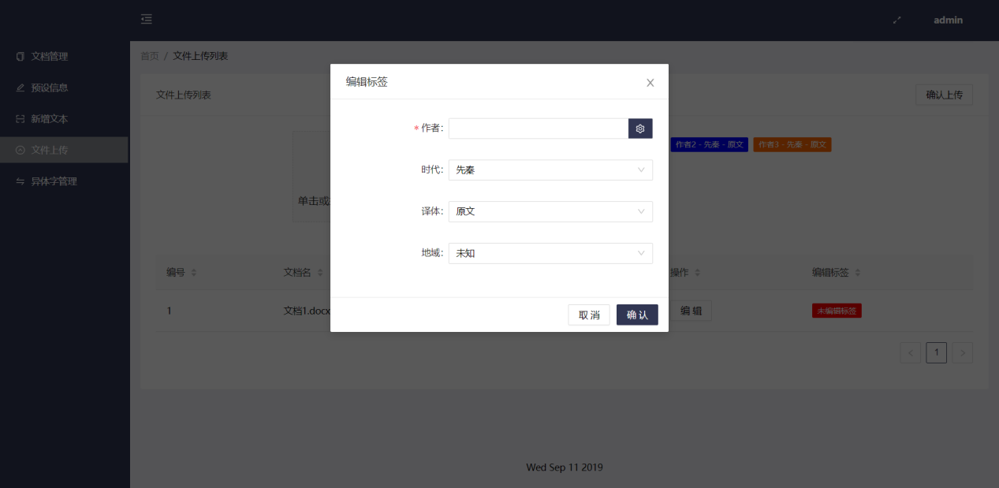 admin
文档管理
预设信息
新增文本
文件上传
异体字管理
首页 / 文件上传列表
文件上传列表
确认上传
编辑标签
* 作者:
时代: 先秦
译体: 原文
地域: 未知
取 消 确 认
单击或
作者2 - 先秦 - 原文 作者3 - 先秦 - 原文
编号 文档名 操作 编辑标签
1 文档1.docx 编 辑 未编辑标签
< 1 >
Wed Sep 11 2019